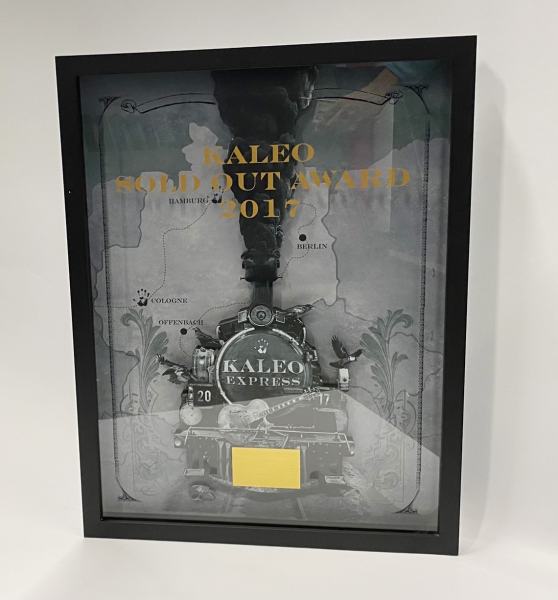 KALEO
SOLD OUT AWARD
2017
HAMBURG
BERLIN
COLOGNE
OFFENBACH
KALEO
EXPRESS
20 17